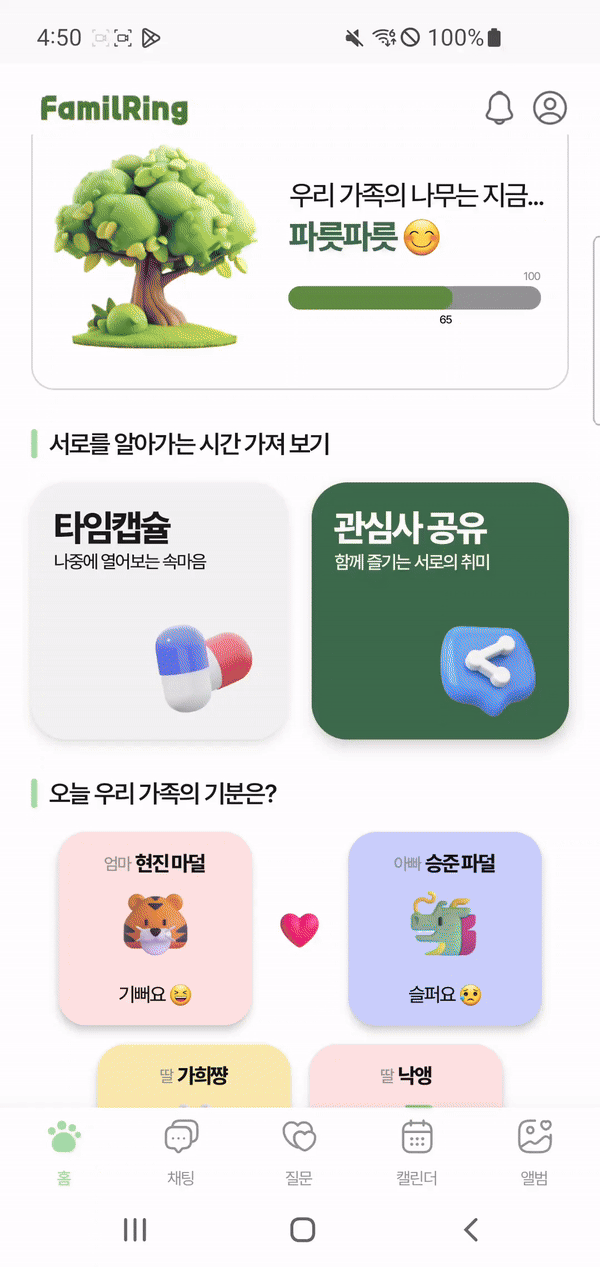 4:50 100%
FamilRing
우리 가족의 나무는 지금...
파릇파릇 😊
100
65
서로를 알아가는 시간 가져 보기
타임캡슐
나중에 열어보는 속마음
관심사 공유
함께 즐기는 서로의 취미
오늘 우리 가족의 기분은?
엄마 현진 마덜
기뻐요 😆
아빠 승준 파덜
슬퍼요 😥
딸 가희쨩
딸 낙앵
홈 채팅 질문 캘린더 앨범